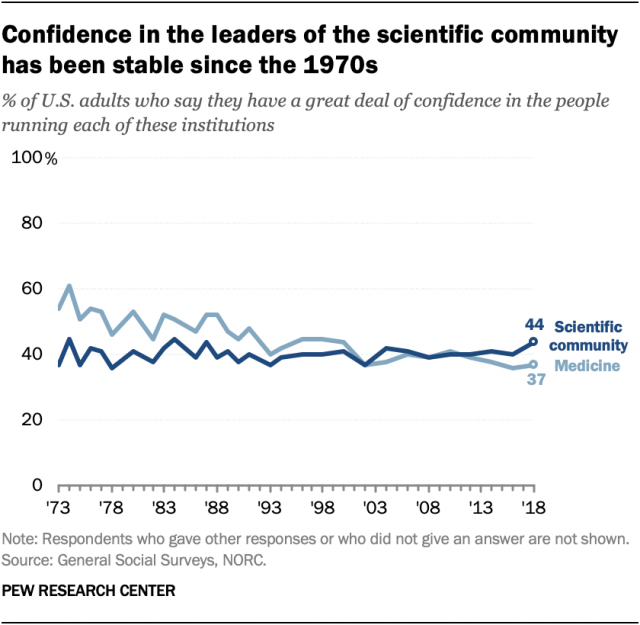 Confidence in the leaders of the scientific community
has been stable since the 1970s
% of U.S. adults who say they have a great deal of confidence in the people
running each of these institutions
100%
80
60
40
20
0
44
Scientific
community
Medicine
37
'73 '78 '83 '88 '93 '98 '03 '08 '13 '18
Note: Respondents who gave other responses or who did not give an answer are not shown.
Source: General Social Surveys, NORC.
PEW RESEARCH CENTER